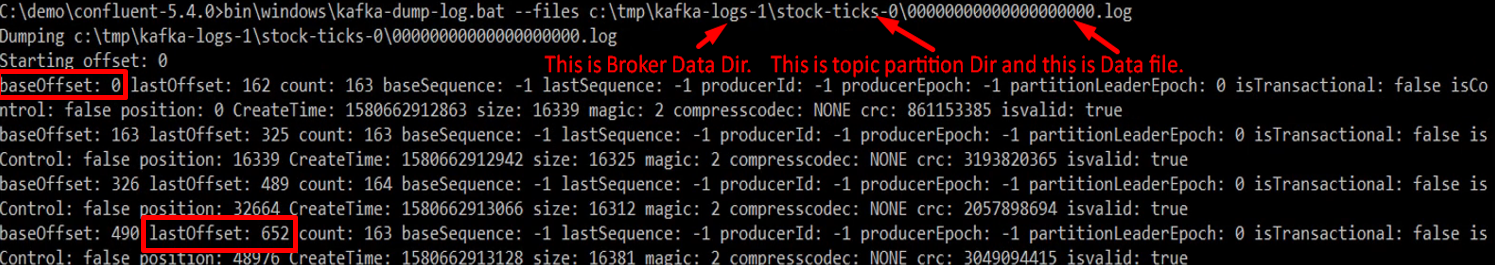 C:\demo\confluent-5.4.0>bin\windows\kafka-dump-log.bat --files c:\tmp\kafka-logs-1\stock-ticks-0\00000000000000000000.log
Dumping c:\tmp\kafka-logs-1\stock-ticks-0\00000000000000000000.log
Starting offset: 0
This is Broker Data Dir. This is topic partition Dir and this is Data file.
baseOffset: 0 lastOffset: 162 count: 163 baseSequence: -1 lastSequence: -1 producerId: -1 producerEpoch: -1 partitionLeaderEpoch: 0 isTransactional: false isCo
ntrol: false position: 0 CreateTime: 1580662912863 size: 16339 magic: 2 compresscodec: NONE crc: 861153385 isvalid: true
baseOffset: 163 lastOffset: 325 count: 163 baseSequence: -1 lastSequence: -1 producerId: -1 producerEpoch: -1 partitionLeaderEpoch: 0 isTransactional: false is
Control: false position: 16339 CreateTime: 1580662912942 size: 16325 magic: 2 compresscodec: NONE crc: 3193820365 isvalid: true
baseOffset: 326 lastOffset: 489 count: 164 baseSequence: -1 lastSequence: -1 producerId: -1 producerEpoch: -1 partitionLeaderEpoch: 0 isTransactional: false is
Control: false position: 32664 CreateTime: 1580662913066 size: 16312 magic: 2 compresscodec: NONE crc: 2057898694 isvalid: true
baseOffset: 490 lastOffset: 652 count: 163 baseSequence: -1 lastSequence: -1 producerId: -1 producerEpoch: -1 partitionLeaderEpoch: 0 isTransactional: false is
Control: false position: 48976 CreateTime: 1580662913128 size: 16381 magic: 2 compresscodec: NONE crc: 3049094415 isvalid: true